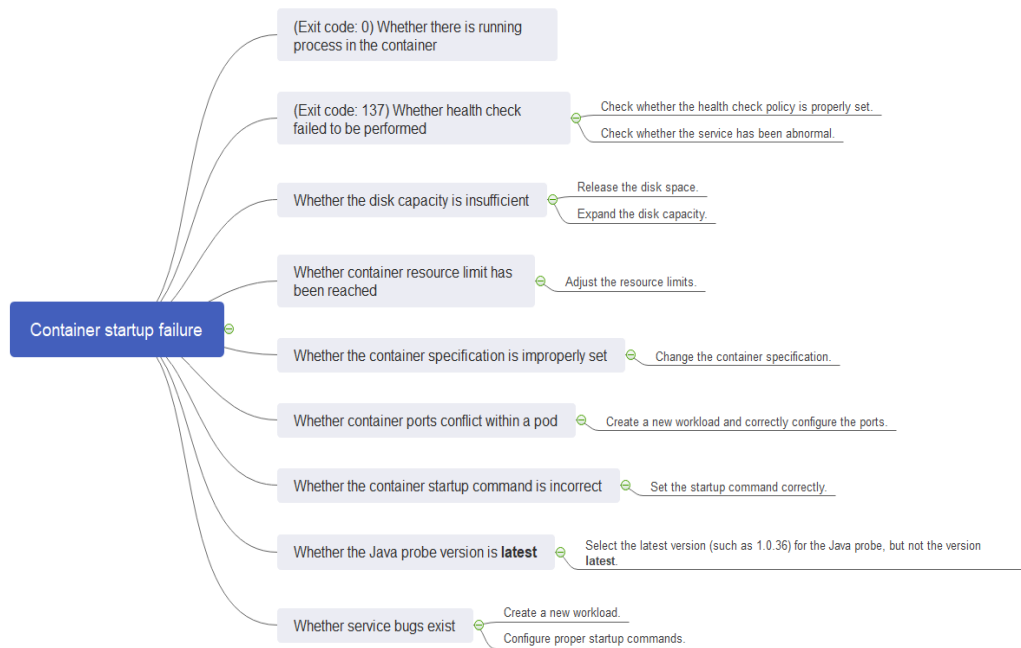 (Exit code: 0) Whether there is running
process in the container
(Exit code: 137) Whether health check
failed to be performed
Check whether the health check policy is properly set.
Check whether the service has been abnormal.
Whether the disk capacity is insufficient
Release the disk space.
Expand the disk capacity.
Whether container resource limit has
been reached
Adjust the resource limits.
Container startup failure
Whether the container specification is improperly set
Change the container specification.
Whether container ports conflict within a pod
Create a new workload and correctly configure the ports.
Whether the container startup command is incorrect
Set the startup command correctly.
Whether the Java probe version is latest
Select the latest version (such as 1.0.36) for the Java probe, but not the version
latest.
Whether service bugs exist
Create a new workload.
Configure proper startup commands.